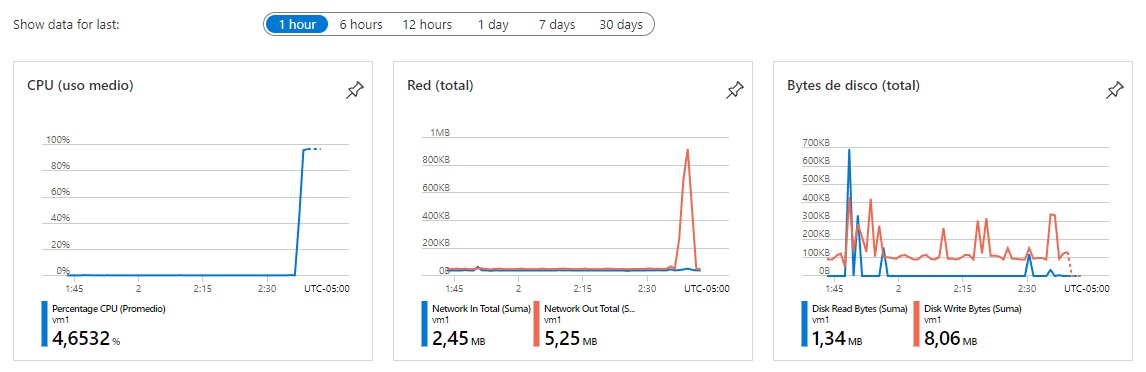 Show data for last: 1 hour 6 hours 12 hours 1 day 7 days 30 days
CPU (uso medio)
100%
80%
60%
40%
20%
0%
1:45 2 2:15 2:30 UTC-05:00
Percentage CPU (Promedio)
vm1
4,6532 %
Red (total)
1MB
800KB
600KB
400KB
200KB
0B
1:45 2 2:15 2:30 UTC-05:00
Network In Total (Suma) Network Out Total (S...
vm1 vm1
2,45 MB 5,25 MB
Bytes de disco (total)
700KB
600KB
500KB
400KB
300KB
200KB
100KB
0B
1:45 2 2:15 2:30 UTC-05:00
Disk Read Bytes (Suma) Disk Write Bytes (Suma)
vm1 vm1
1,34 MB 8,06 MB